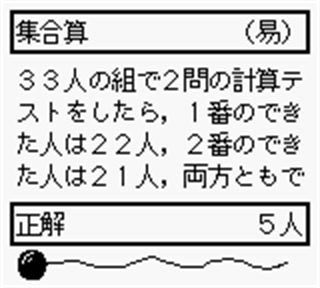 集合算 （易）
３３人の組で２問の計算テ
ストをしたら，１番のでき
た人は２２人，２番のでき
た人は２１人，両方ともで
正解 ５人